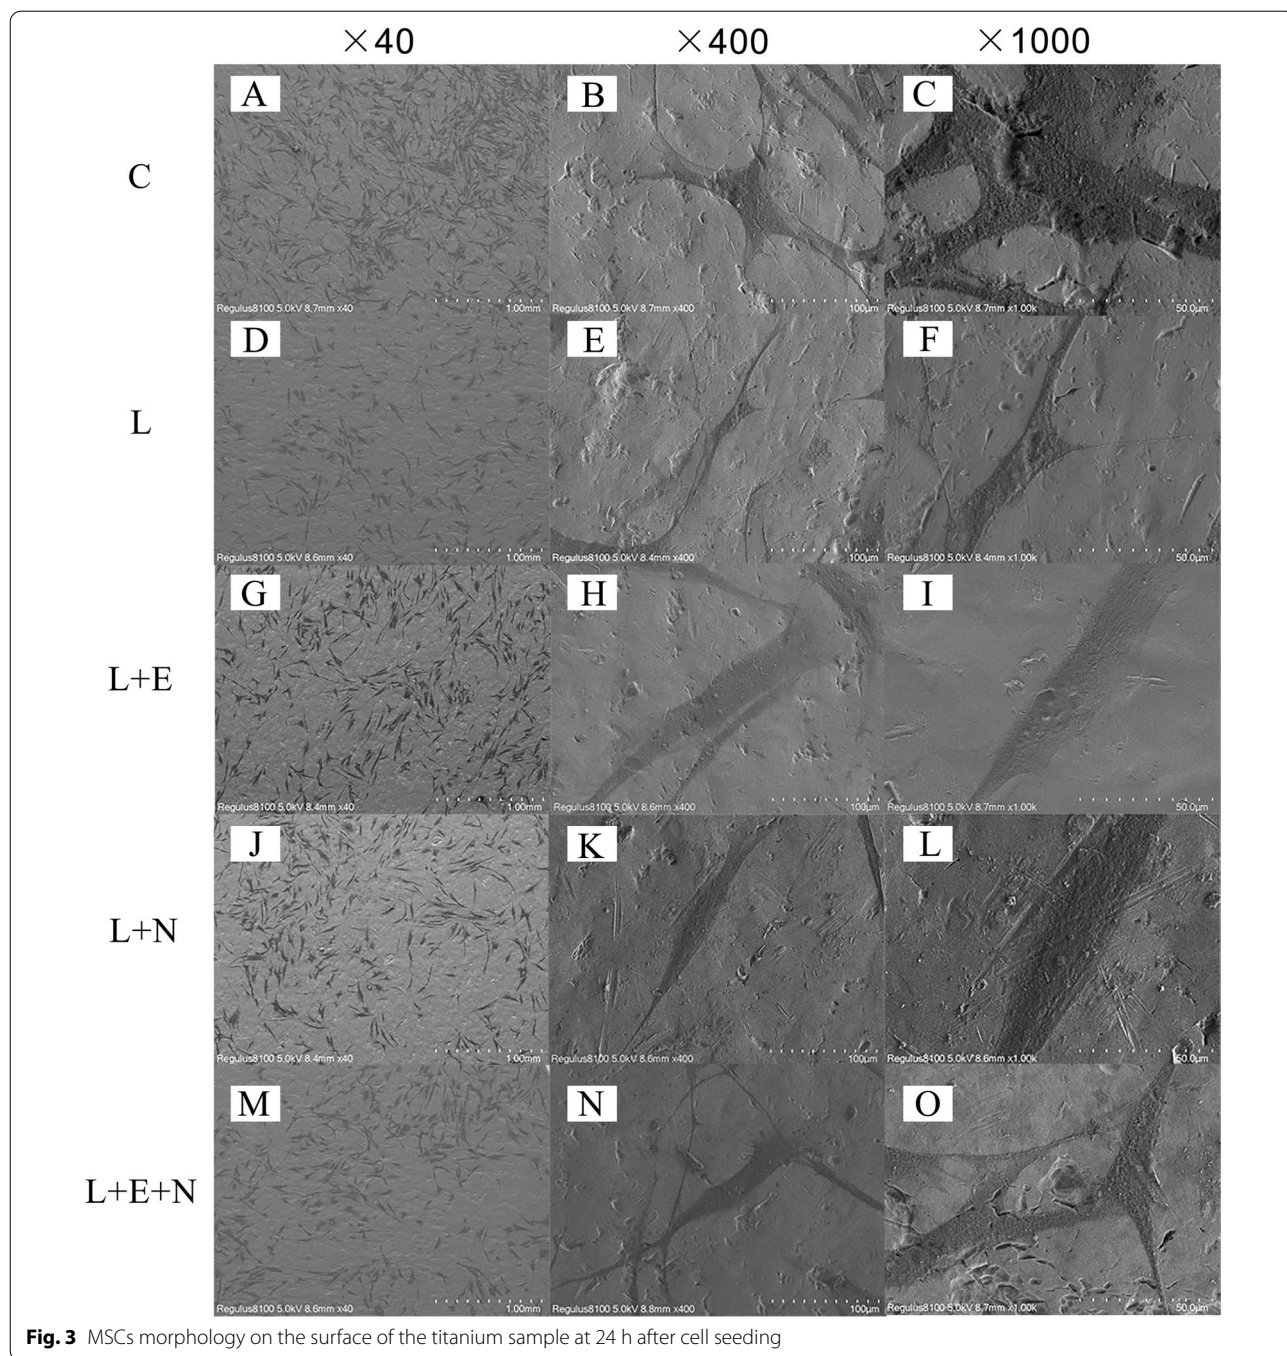 ×40 ×400 ×1000
C
A B C
Regulus8100 5.0kV 8.7mm x40 1.00mm Regulus8100 5.0kV 8.7mm x400 100μm Regulus8100 5.0kV 8.7mm x1.00k 50.0μm
L
D E F
Regulus8100 5.0kV 8.6mm x40 1.00mm Regulus8100 5.0kV 8.4mm x400 100μm Regulus8100 5.0kV 8.4mm x1.00k 50.0μm
L+E
G H I
Regulus8100 5.0kV 8.4mm x40 1.00mm Regulus8100 5.0kV 8.6mm x400 100μm Regulus8100 5.0kV 8.7mm x1.00k 50.0μm
L+N
J K L
Regulus8100 5.0kV 8.4mm x40 1.00mm Regulus8100 5.0kV 8.6mm x400 100μm Regulus8100 5.0kV 8.6mm x1.00k 50.0μm
L+E+N
M N O
Regulus8100 5.0kV 8.6mm x40 1.00mm Regulus8100 5.0kV 8.8mm x400 100μm Regulus8100 5.0kV 8.7mm x1.00k 50.0μm
Fig. 3 MSCs morphology on the surface of the titanium sample at 24 h after cell seeding